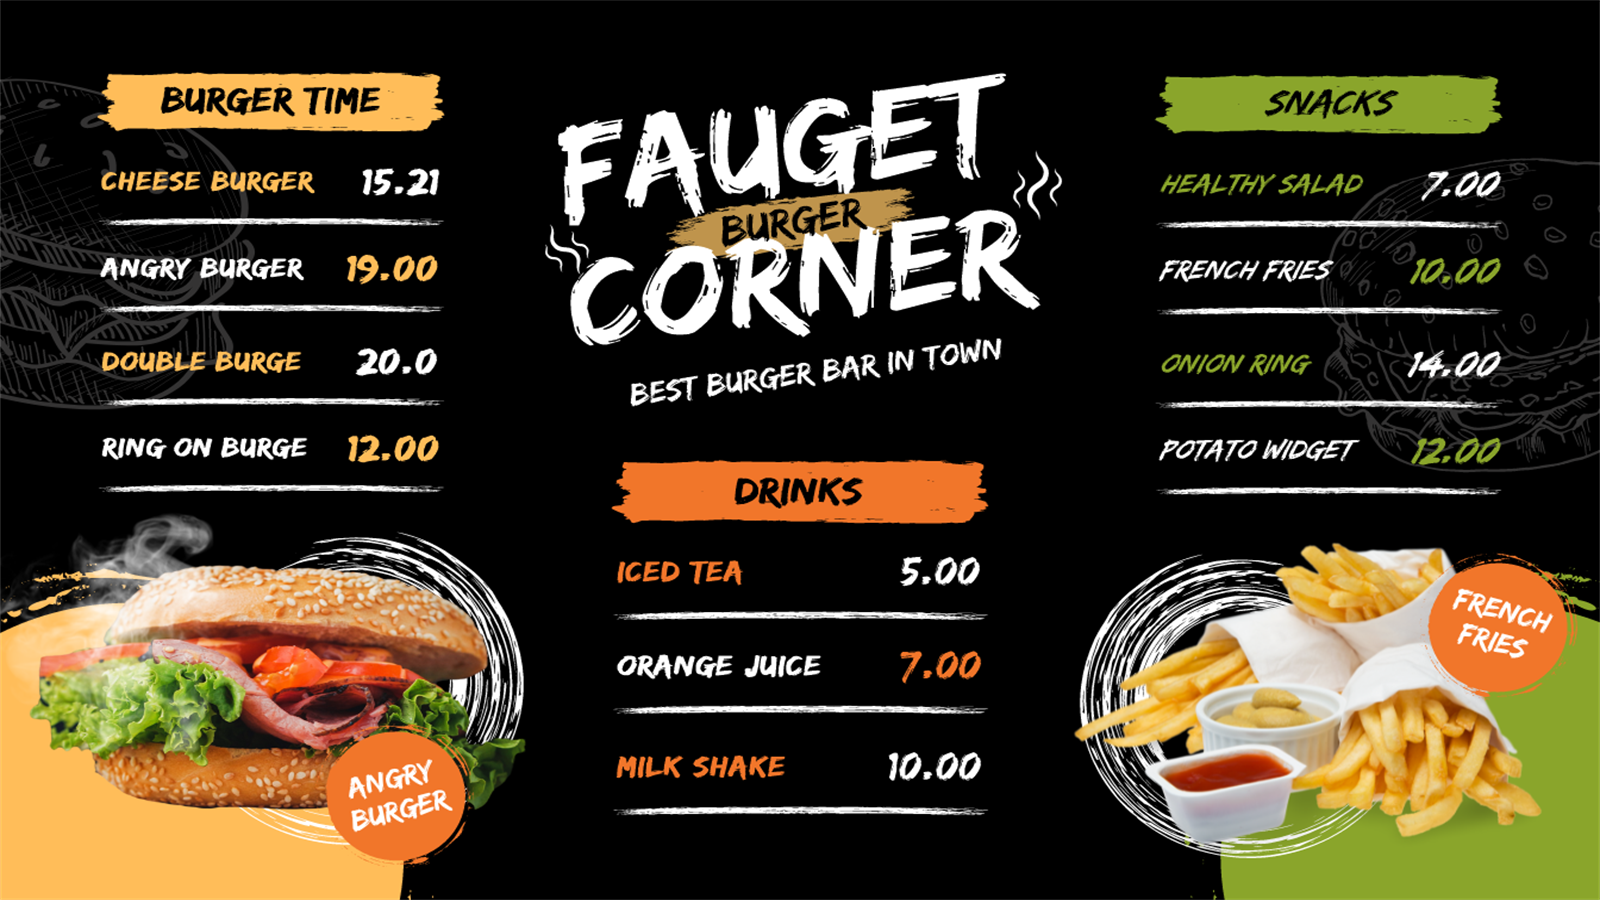 BURGER TIME
CHEESE BURGER 15.21
ANGRY BURGER 19.00
DOUBLE BURGE 20.0
RING ON BURGE 12.00
FAUGET
BURGER
CORNER
BEST BURGER BAR IN TOWN
DRINKS
ICED TEA 5.00
ORANGE JUICE 7.00
MILK SHAKE 10.00
SNACKS
HEALTHY SALAD 7.00
FRENCH FRIES 10.00
ONION RING 14.00
POTATO WIDGET 12.00
ANGRY
BURGER
FRENCH
FRIES